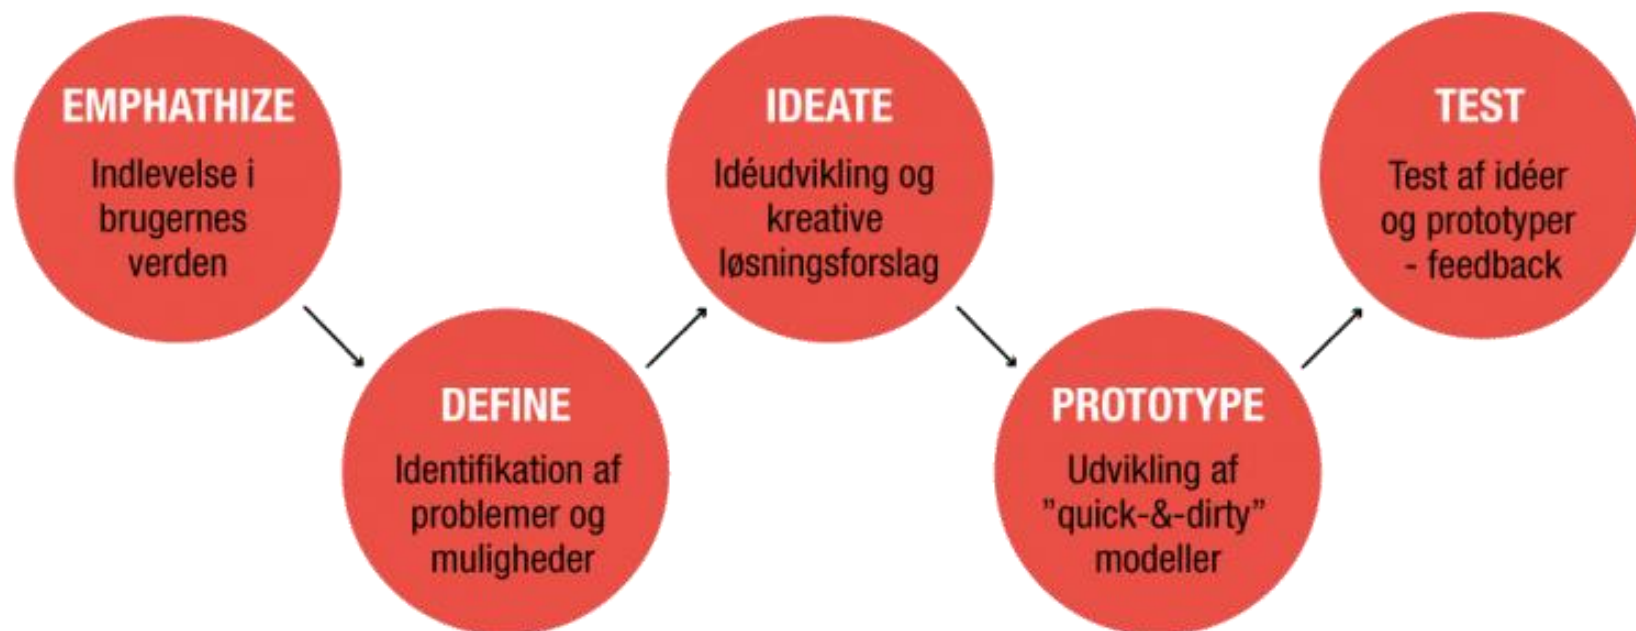 EMPHATHIZE
Indlevelse i
brugernes
verden
DEFINE
Identifikation af
problemer og
muligheder
IDEATE
Idéudvikling og
kreative
løsningsforslag
PROTOTYPE
Udvikling af
”quick-&-dirty”
modeller
TEST
Test af idéer
og prototyper
- feedback